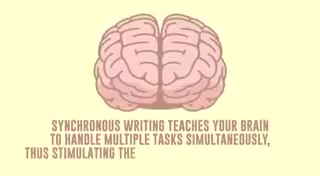 SYNCHRONOUS WRITING TEACHES YOUR BRAIN
TO HANDLE MULTIPLE TASKS SIMULTANEOUSLY,
THUS STIMULATING THE